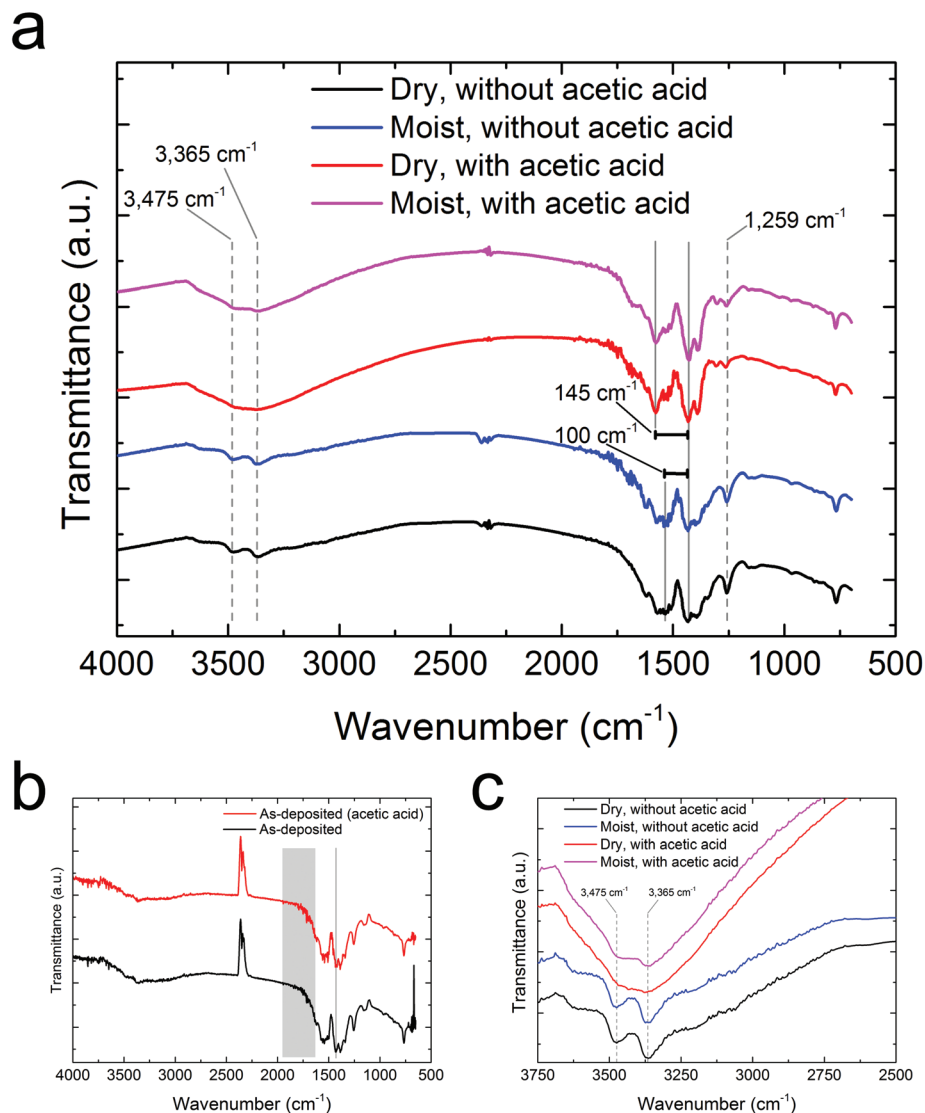 a
Dry, without acetic acid
Moist, without acetic acid
Dry, with acetic acid
Moist, with acetic acid
3,365 cm⁻¹
3,475 cm⁻¹
1,259 cm⁻¹
145 cm⁻¹
100 cm⁻¹
Transmittance (a.u.)
4000 3500 3000 2500 2000 1500 1000 500
Wavenumber (cm⁻¹)
b
As-deposited (acetic acid)
As-deposited
Transmittance (a.u.)
4000 3500 3000 2500 2000 1500 1000 500
Wavenumber (cm⁻¹)
c
Dry, without acetic acid
Moist, without acetic acid
Dry, with acetic acid
Moist, with acetic acid
3,475 cm⁻¹ 3,365 cm⁻¹
Transmittance (a.u.)
3750 3500 3250 3000 2750 2500
Wavenumber (cm⁻¹)